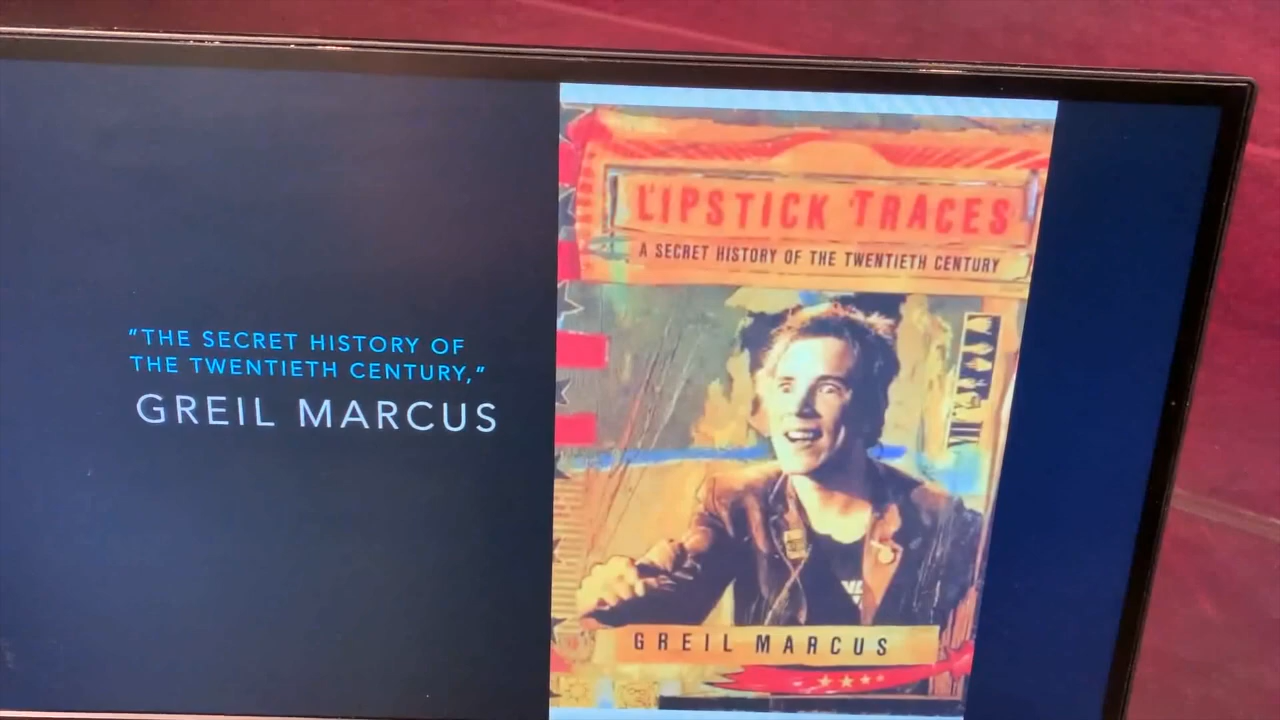 "THE SECRET HISTORY OF
THE TWENTIETH CENTURY,"
GREIL MARCUS
LIPSTICK TRACES
A SECRET HISTORY OF THE TWENTIETH CENTURY
GREIL MARCUS